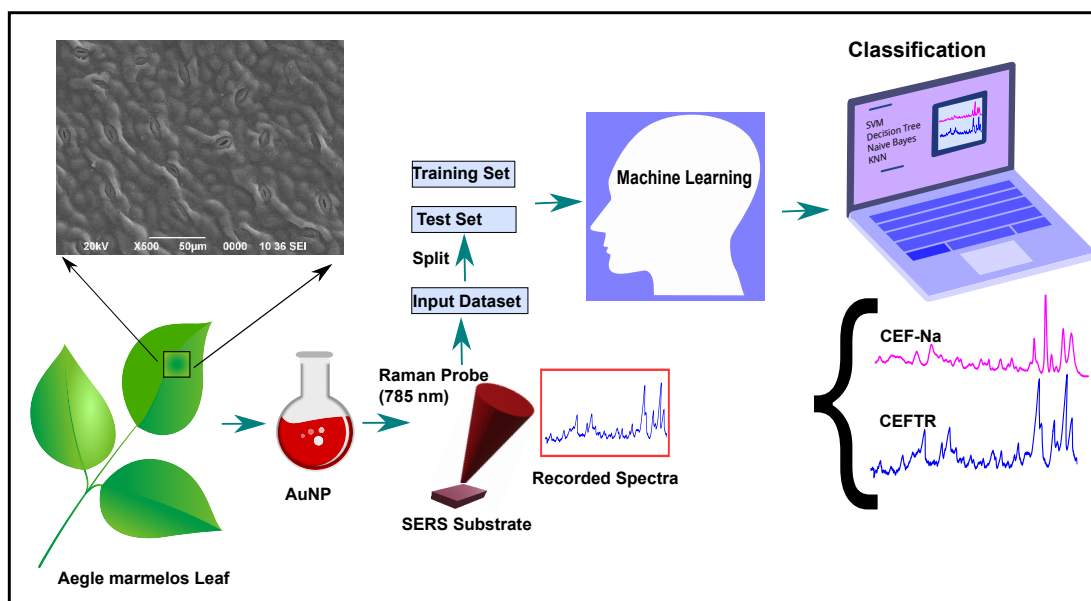 Classification
SVM
Decision Tree
Naive Bayes
KNN
Training Set
Machine Learning
Test Set
20kV X500 50µm 0000 10 36 SEI
Split
Input Dataset
CEF-Na
Raman Probe
(785 nm)
CEFTR
Recorded Spectra
AuNP
SERS Substrate
Aegle marmelos Leaf